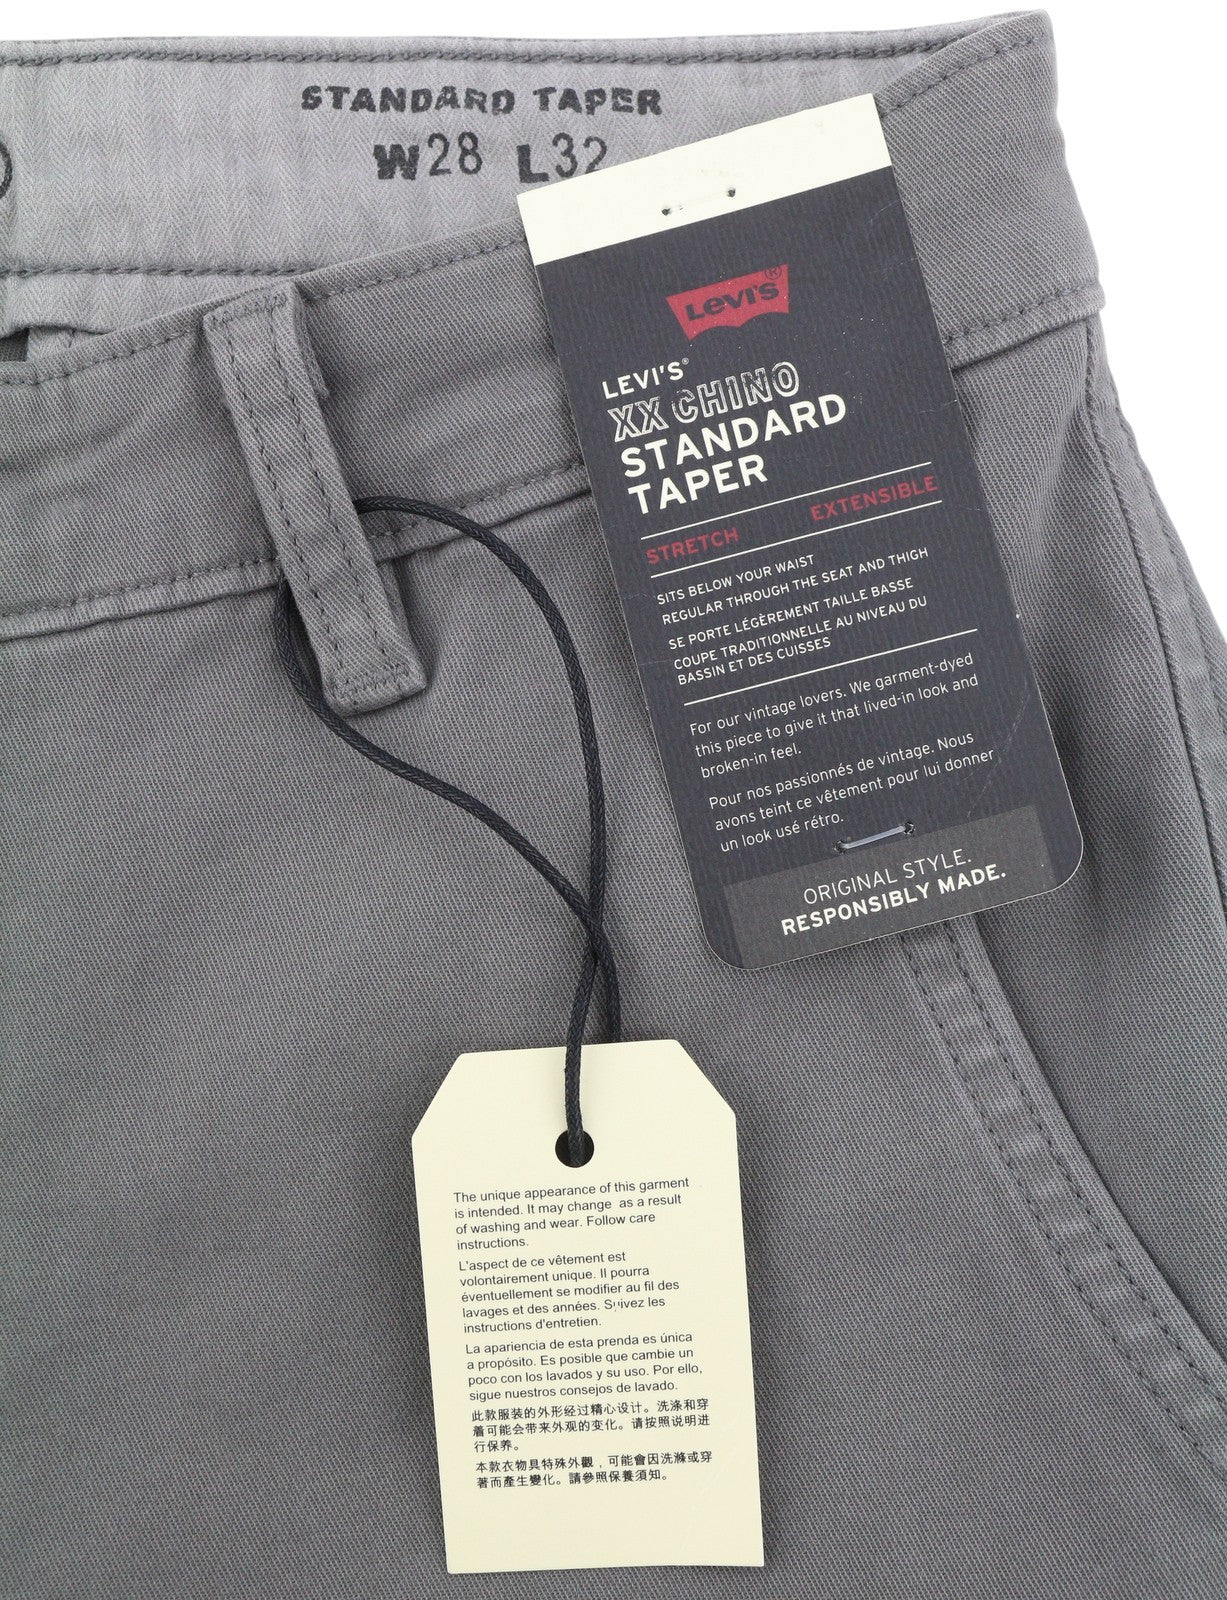 STANDARD TAPER
W28 L32
Levi's®
LEVI'S®
XX CHINO
STANDARD
TAPER
STRETCH EXTENSIBLE
SITS BELOW YOUR WAIST
REGULAR THROUGH THE SEAT AND THIGH
SE PORTE LÉGÈREMENT TAILLE BASSE
COUPE TRADITIONNELLE AU NIVEAU DU
BASSIN ET DES CUISSES
For our vintage lovers. We garment-dyed
this piece to give it that lived-in look and
broken-in feel.
Pour nos passionnés de vintage. Nous
avons teint ce vêtement pour lui donner
un look usé rétro.
ORIGINAL STYLE.
RESPONSIBLY MADE.
The unique appearance of this garment
is intended. It may change as a result
of washing and wear. Follow care
instructions.
L'aspect de ce vêtement est
volontairement unique. Il pourra
éventuellement se modifier au fil des
lavages et des années. Suivez les
instructions d'entretien.
La apariencia de esta prenda es única
a propósito. Es posible que cambie un
poco con los lavados y su uso. Por ello,
sigue nuestros consejos de lavado.
此款服装的外形经过精心设计。洗涤和穿
着可能会带来外观的变化。请按照说明进
行保养。
本款衣物具特殊外觀，可能會因洗滌或穿
著而產生變化。請參照保養須知。